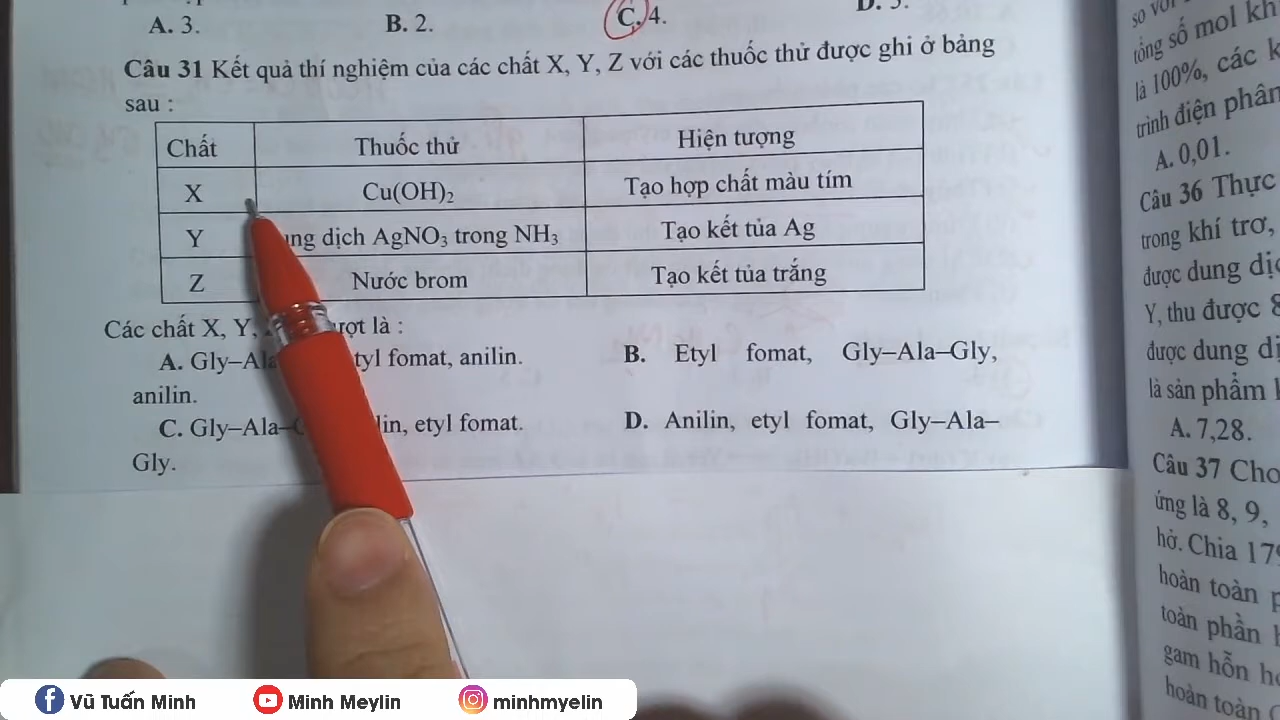 A. 3. B. 2. C. 4. D. 5.
Câu 31 Kết quả thí nghiệm của các chất X, Y, Z với các thuốc thử được ghi ở bảng
sau :
Chất Thuốc thử Hiện tượng
X Cu(OH)₂ Tạo hợp chất màu tím
Y dịch AgNO₃ trong NH₃ Tạo kết tủa Ag
Z Nước brom Tạo kết tủa trắng
Các chất X, Y, là :
A. Gly–Ala fomat, anilin. B. Etyl fomat, Gly–Ala–Gly,
anilin.
C. Gly–Ala– etyl fomat. D. Anilin, etyl fomat, Gly–Ala–
Gly.
so với
tổng số mol kh
là 100%, các k
trình điện phân
A. 0,01.
Câu 36 Thực
trong khí trơ,
được dung dịc
Y, thu được 8
được dung dị
là sản phẩm
A. 7,28.
Câu 37 Cho
ứng là 8, 9,
hở. Chia 179
hoàn toàn p
toàn phần
gam hỗn hợ
hoàn toàn
Vũ Tuấn Minh Minh Meylin minhmyelin